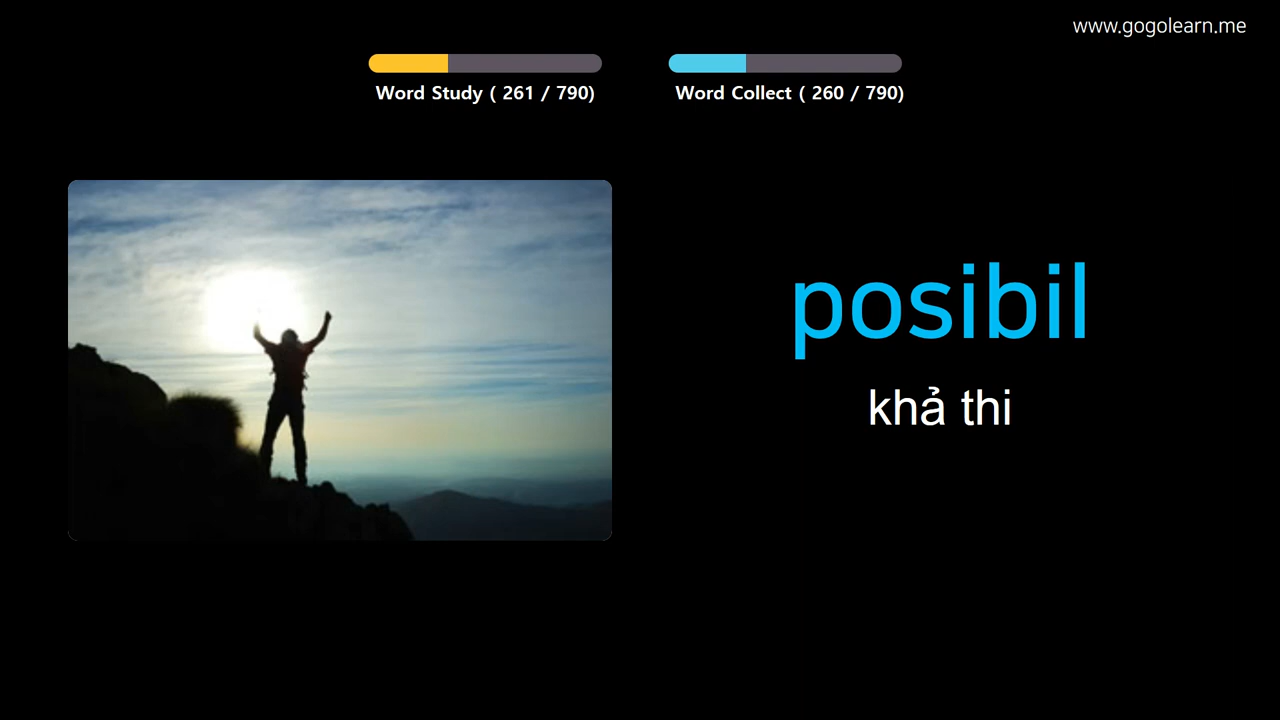 www.gogolearn.me
Word Study ( 261 / 790)
Word Collect ( 260 / 790)
posibil
khả thi